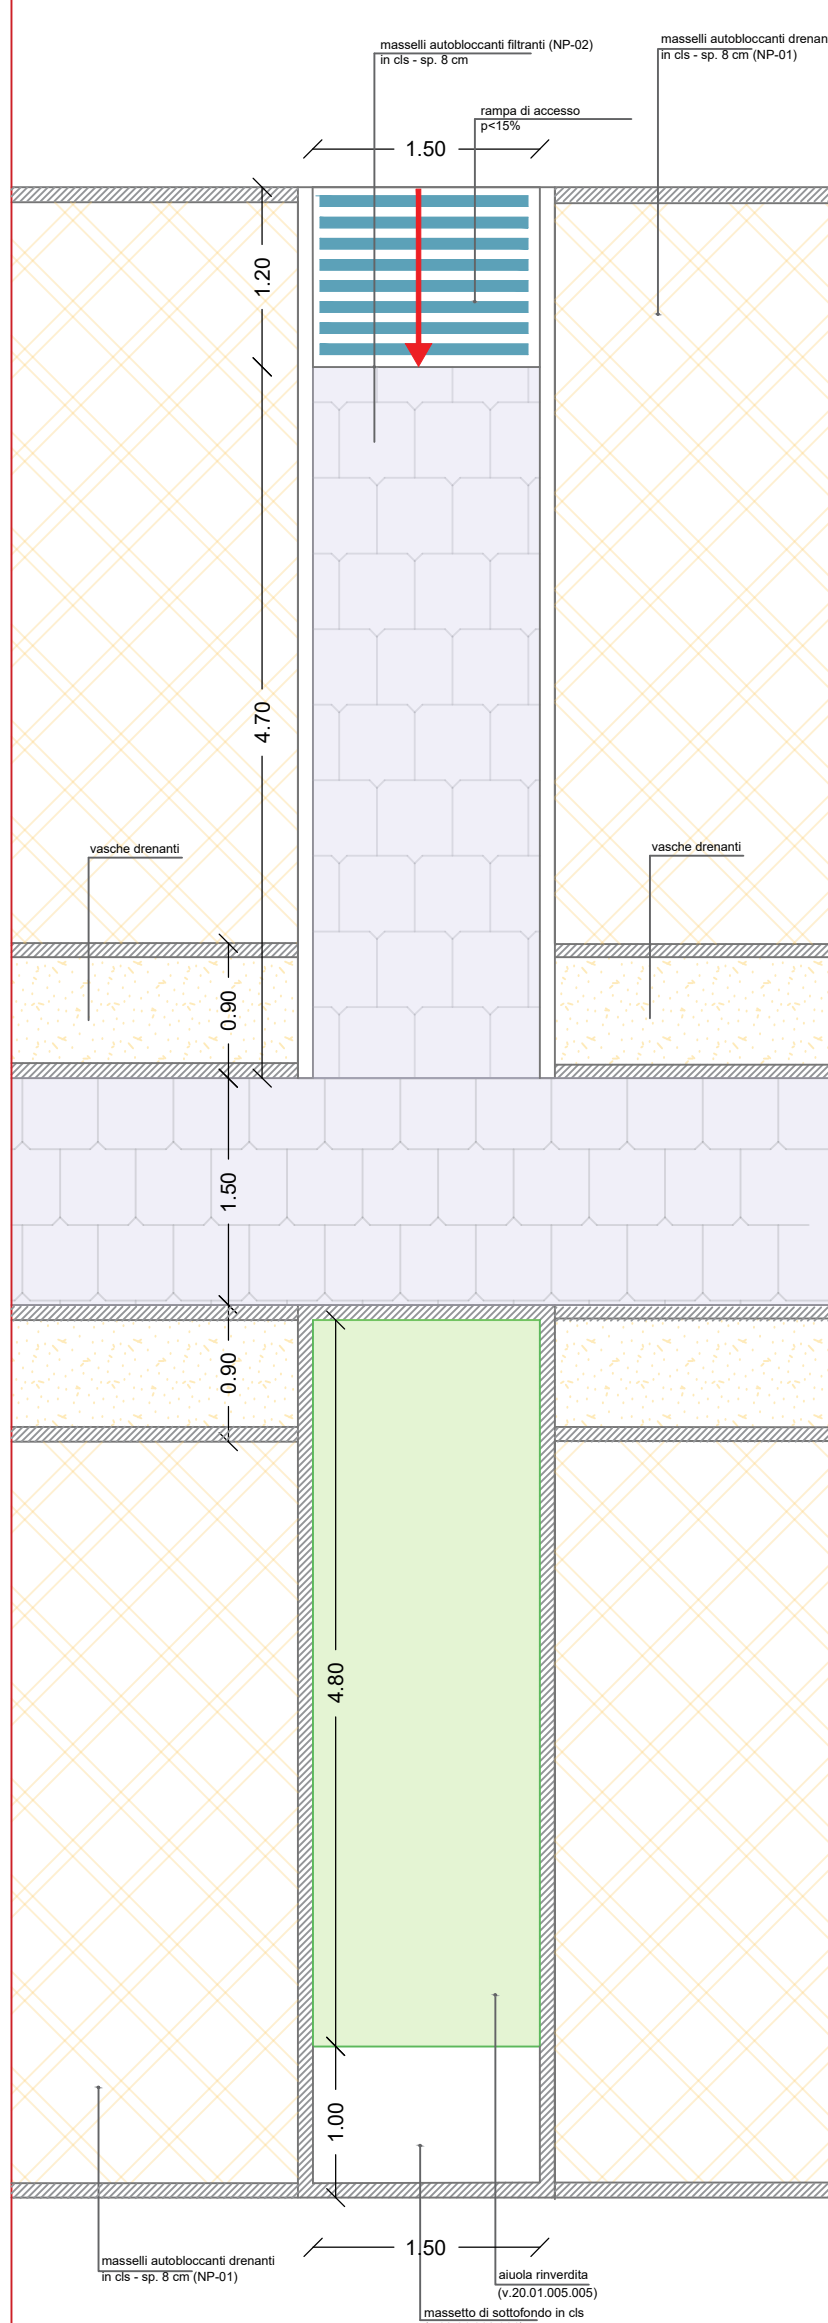 masselli autobloccanti filtranti (NP-02)
in cls - sp. 8 cm
masselli autobloccanti drenan
in cls - sp. 8 cm (NP-01)
rampa di accesso
p<15%
1.50
1.20
4.70
vasche drenanti
vasche drenanti
0.90
1.50
0.90
4.80
1.00
1.50
masselli autobloccanti drenanti
in cls - sp. 8 cm (NP-01)
aiuola rinverdita
(v.20.01.005.005)
massetto di sottofondo in cls